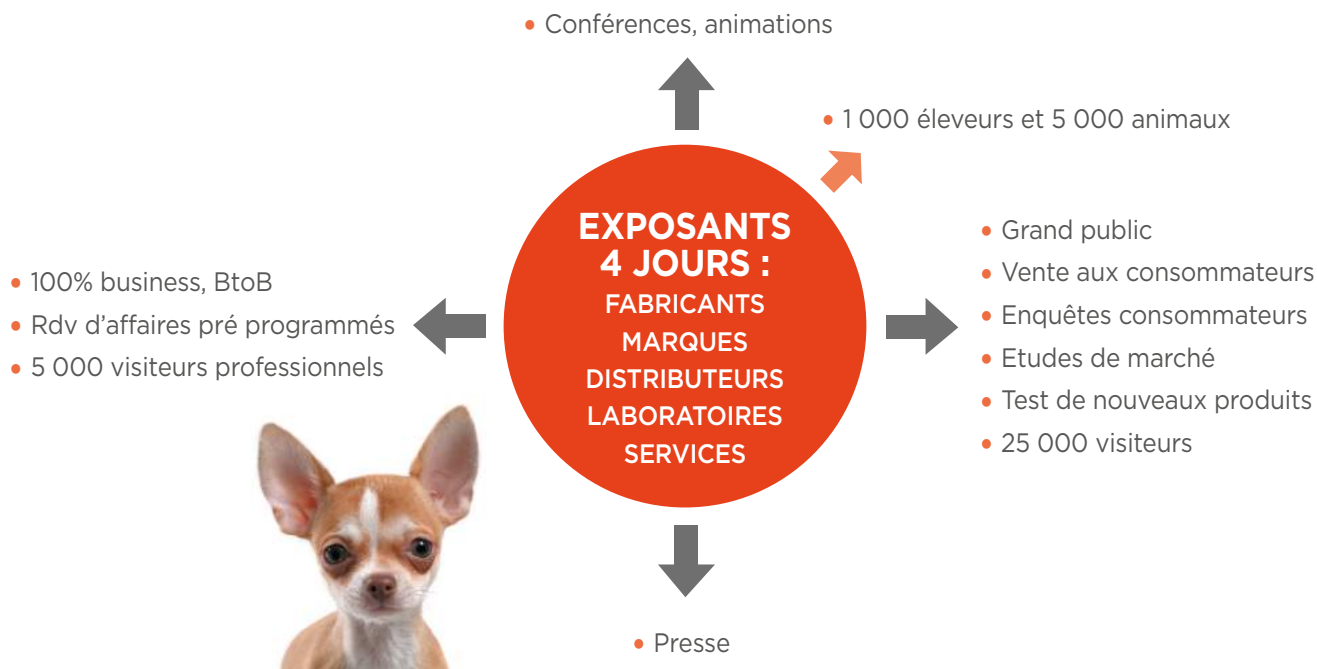 • Conférences, animations
• 1 000 éleveurs et 5 000 animaux
EXPOSANTS
4 JOURS :
FABRICANTS
MARQUES
DISTRIBUTEURS
LABORATOIRES
SERVICES
• 100% business, BtoB
• Rdv d’affaires pré programmés
• 5 000 visiteurs professionnels
• Grand public
• Vente aux consommateurs
• Enquêtes consommateurs
• Etudes de marché
• Test de nouveaux produits
• 25 000 visiteurs
• Presse